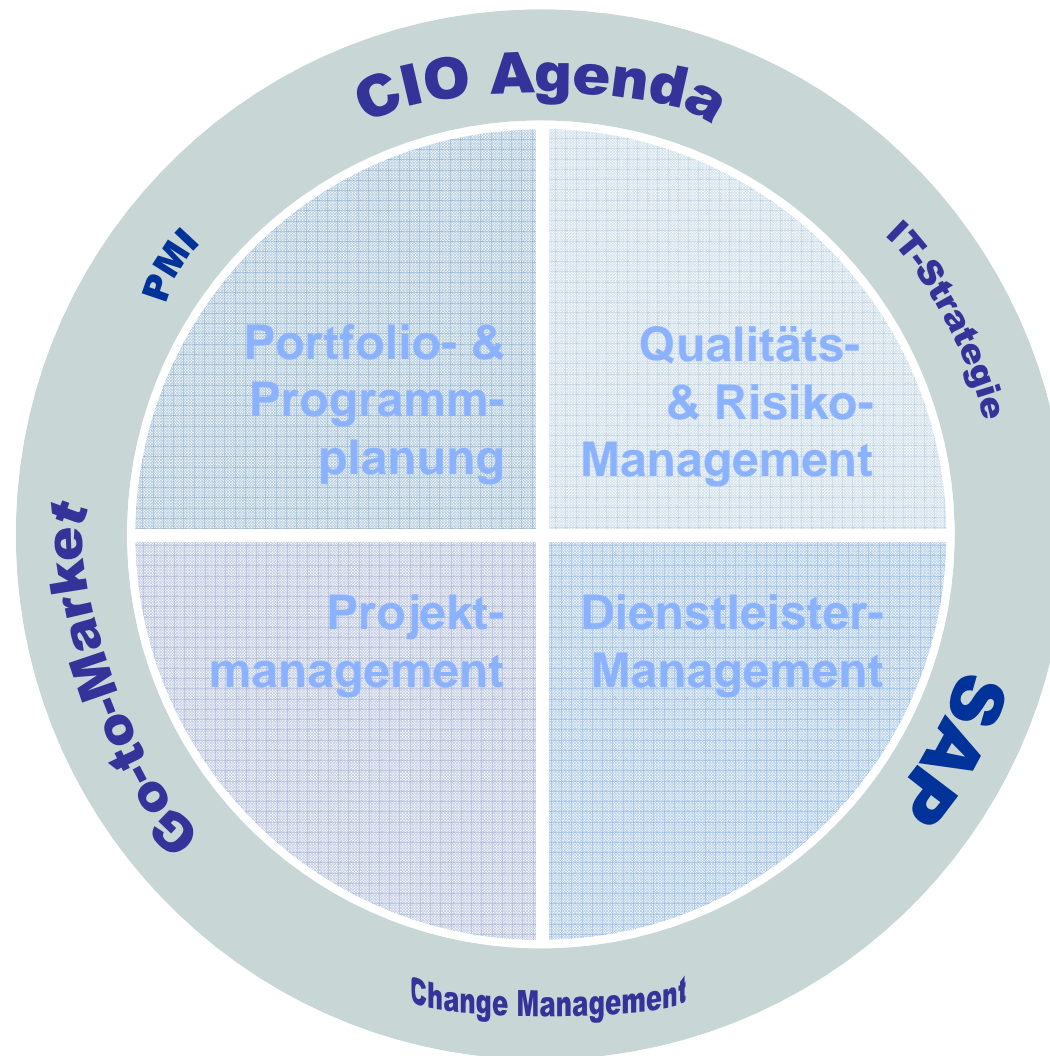 CIO Agenda
PMI
IT-Strategie
Portfolio- &
Programm-
planung
Qualitäts-
& Risiko-
Management
Go-to-Market
Projekt-
management
Dienstleister-
Management
SAP
Change Management